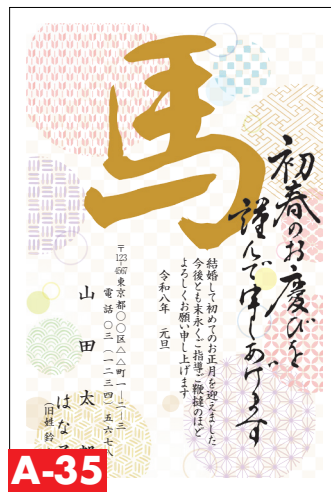 馬
初春のお慶びを
謹んで申しあげます
結婚して初めてのお正月を迎えました
今後とも末永くご指導ご鞭撻のほど
よろしくお願い申し上げます
令和八年 元旦
〒123-4567 東京都〇〇区△△町一ー二ー三
電話〇三(一二三四)五六七八
山田太郎
はな子
(旧姓 鈴
A-35